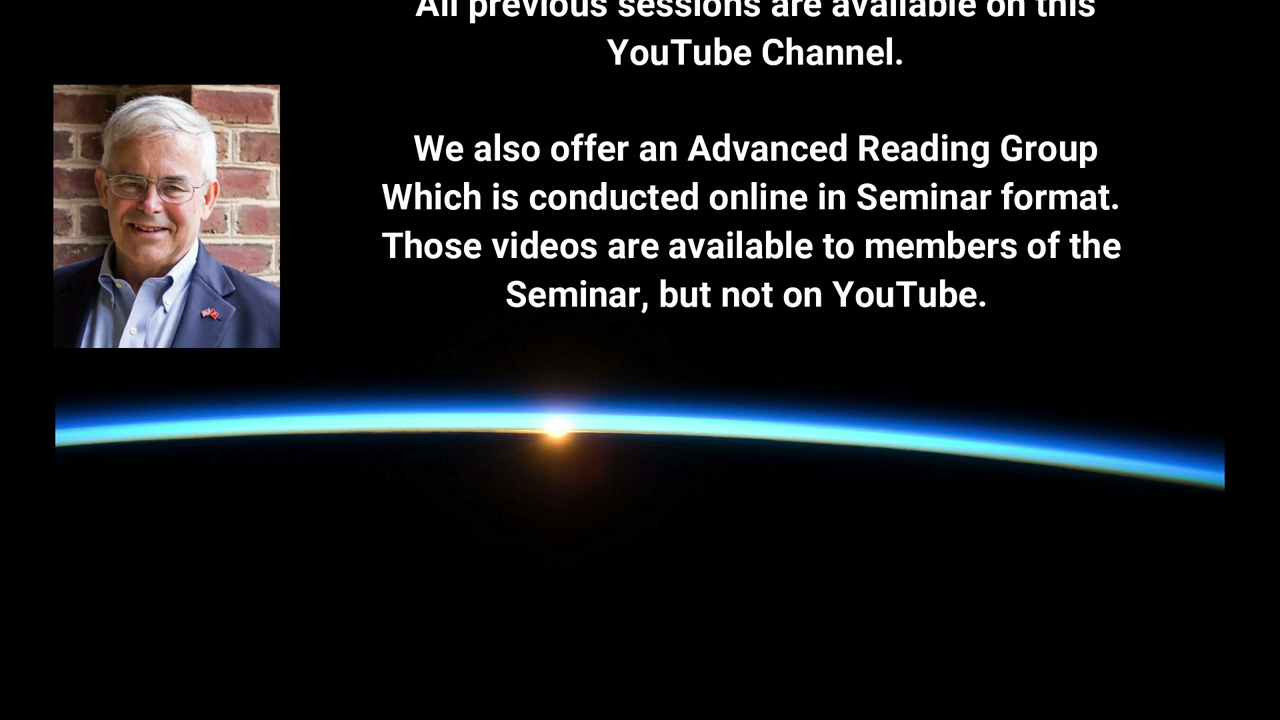 All previous sessions are available on this
YouTube Channel.
We also offer an Advanced Reading Group
Which is conducted online in Seminar format.
Those videos are available to members of the
Seminar, but not on YouTube.